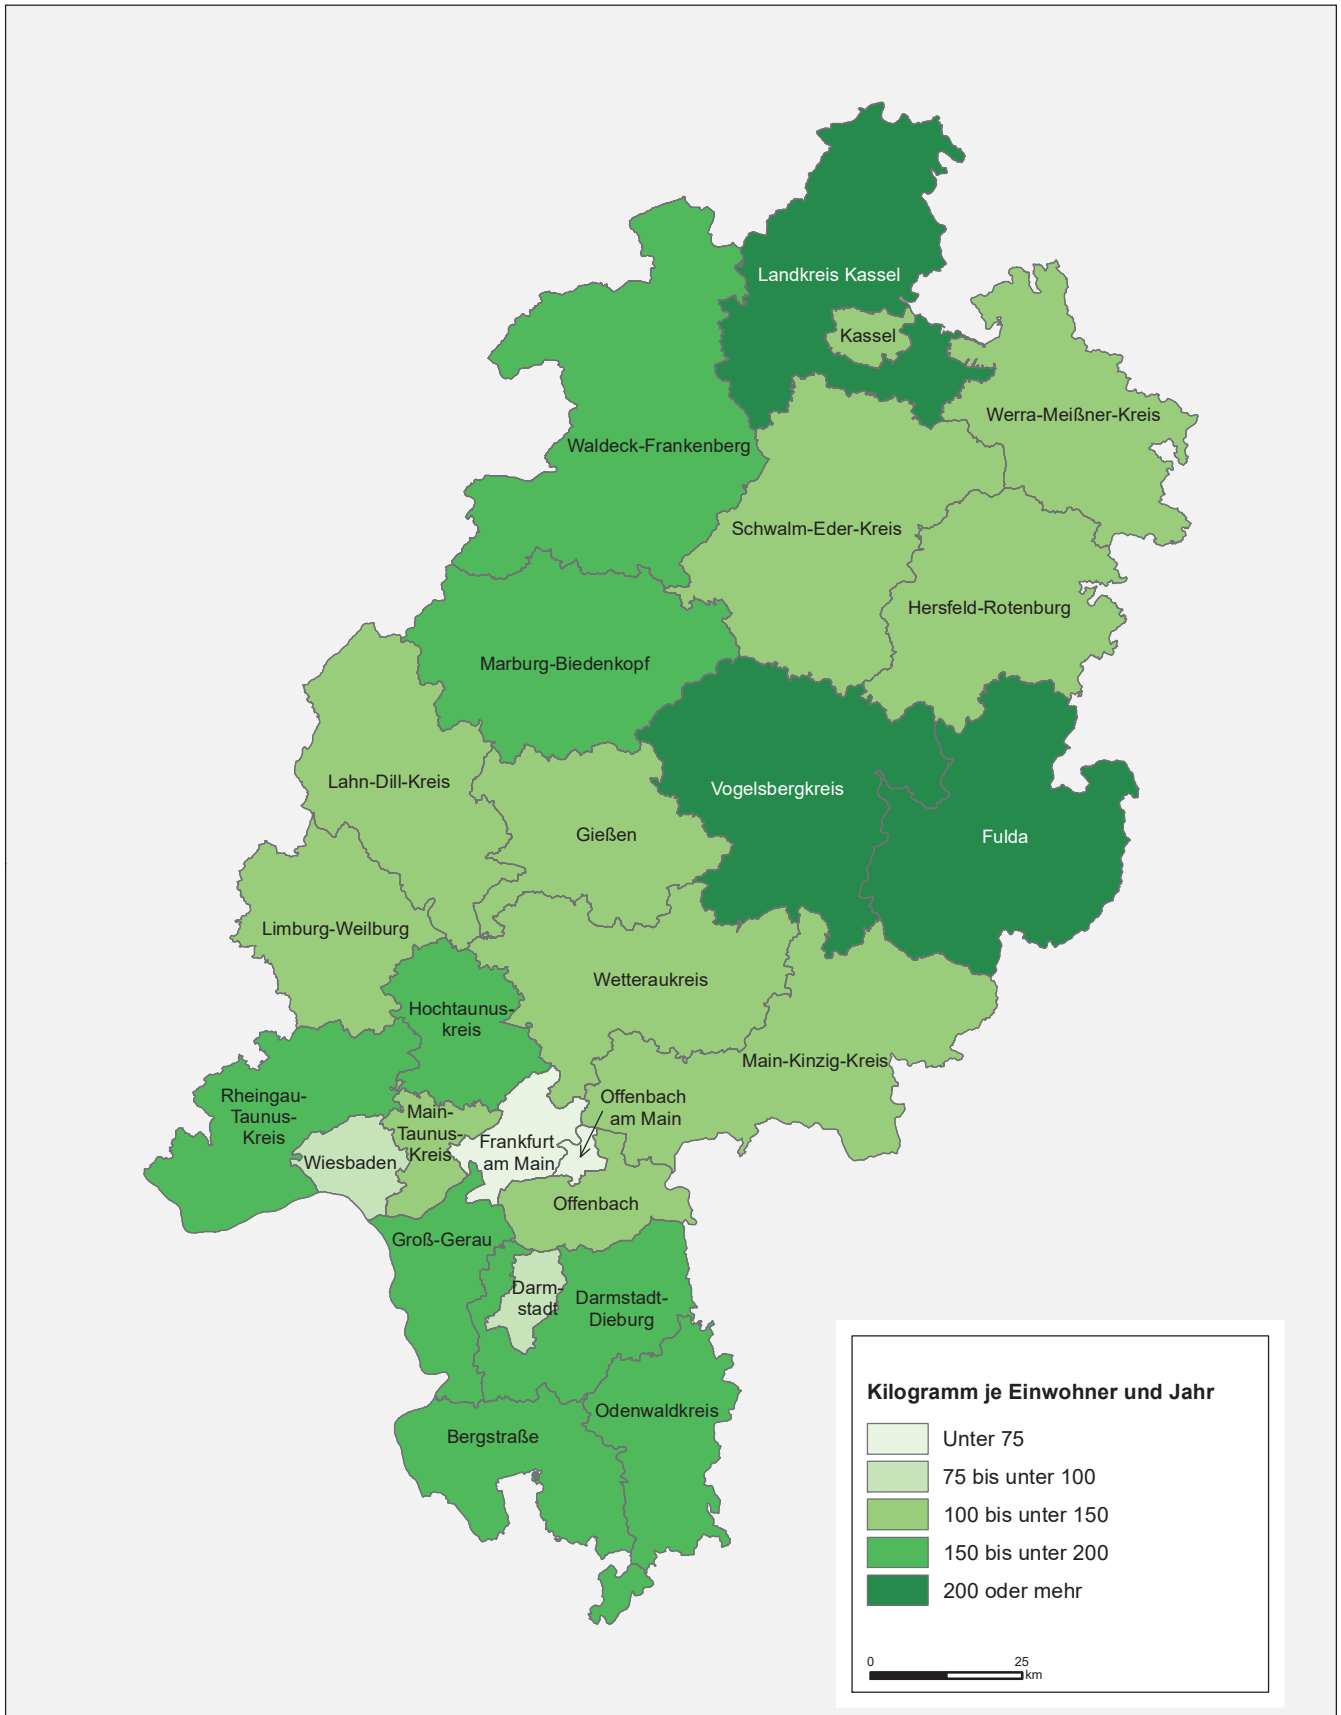 Landkreis Kassel
Kassel
Werra-Meißner-Kreis
Waldeck-Frankenberg
Schwalm-Eder-Kreis
Hersfeld-Rotenburg
Marburg-Biedenkopf
Lahn-Dill-Kreis
Vogelsbergkreis
Gießen
Fulda
Limburg-Weilburg
Wetteraukreis
Hochtaunus-
kreis
Main-Kinzig-Kreis
Rheingau-
Taunus-
Kreis
Offenbach
am Main
Main-
Taunus-
Kreis
Frankfurt
am Main
Wiesbaden
Offenbach
Groß-Gerau
Darm-
stadt
Darmstadt-
Dieburg
Odenwaldkreis
Bergstraße
Kilogramm je Einwohner und Jahr
Unter 75
75 bis unter 100
100 bis unter 150
150 bis unter 200
200 oder mehr
0 25
km